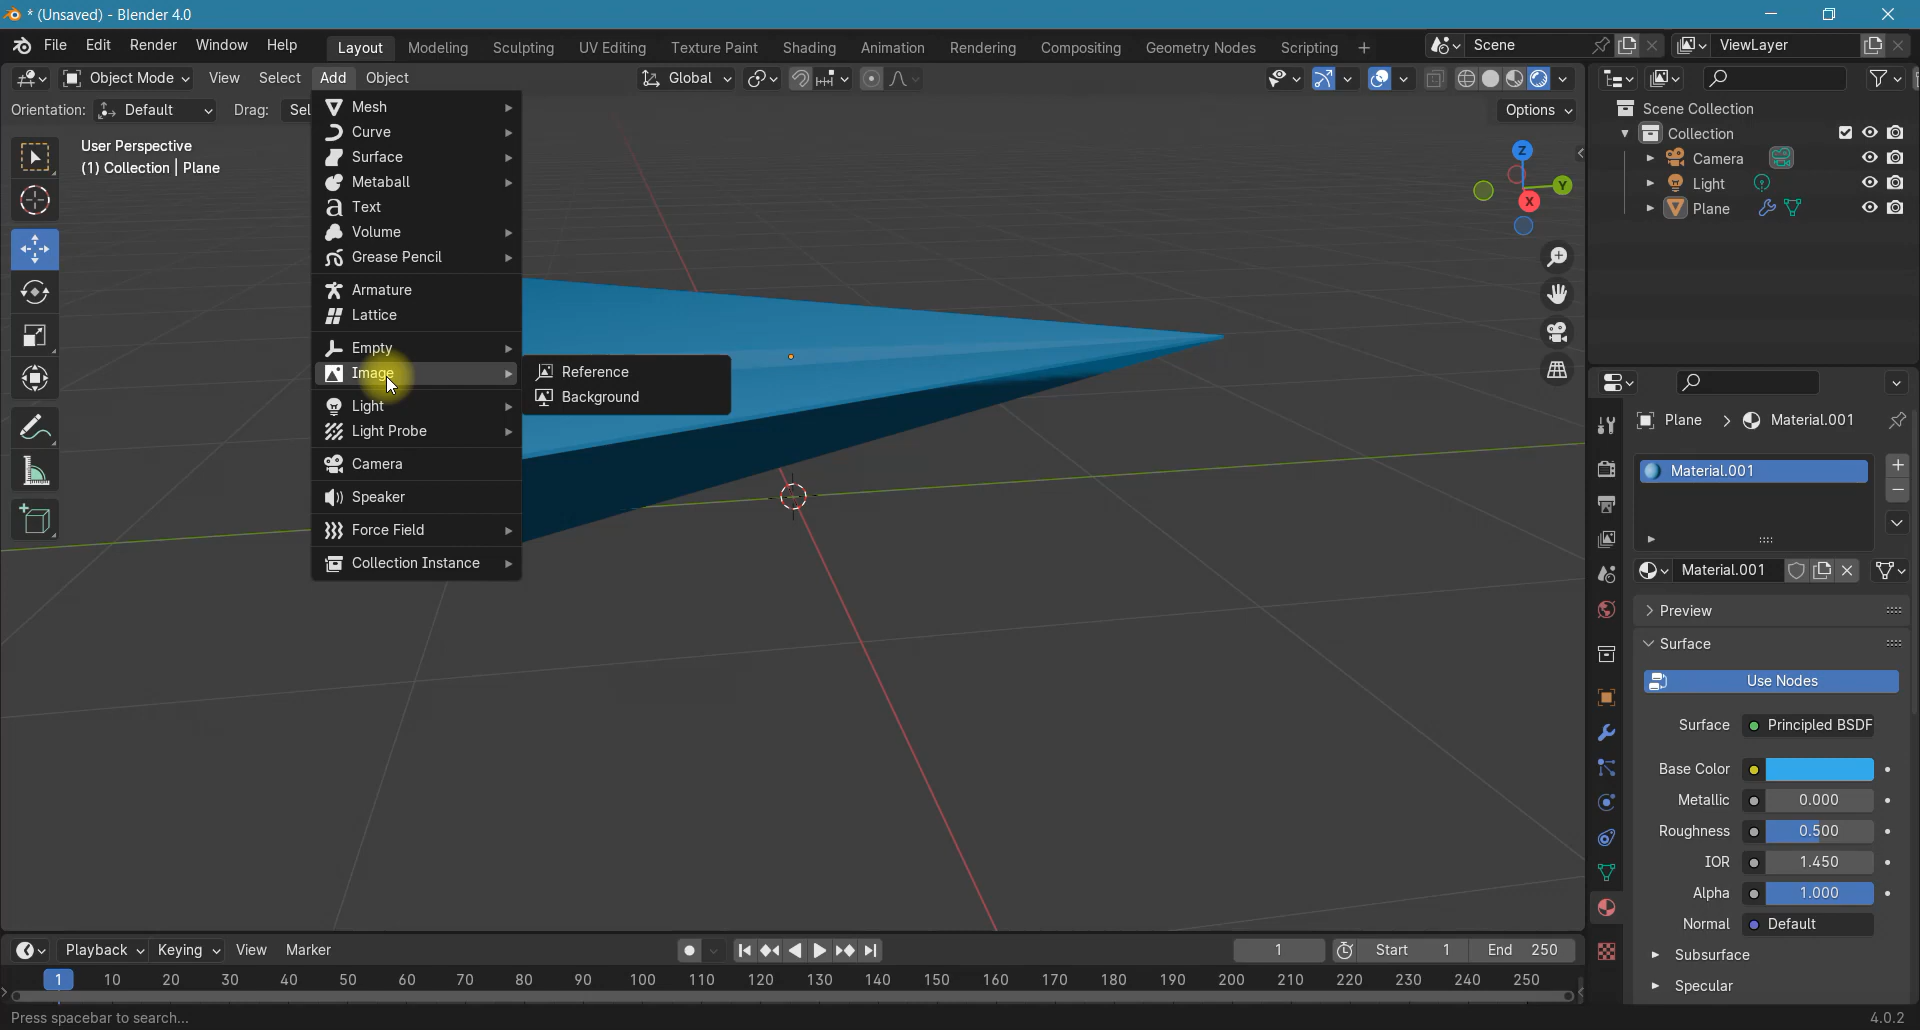 * (Unsaved) - Blender 4.0
File Edit Render Window Help Layout Modeling Sculpting UV Editing Texture Paint Shading Animation Rendering Compositing Geometry Nodes Scripting + Scene ViewLayer
Object Mode View Select Add Object Global
Orientation: Default Drag: Sel Options
User Perspective
(1) Collection | Plane
Mesh
Curve
Surface
Metaball
Text
Volume
Grease Pencil
Armature
Lattice
Empty
Image
Light
Light Probe
Camera
Speaker
Force Field
Collection Instance
Reference
Background
Z
Y
X
Scene Collection
Collection
Camera
Light
Plane
Plane > Material.001
Material.001
Material.001
Preview
Surface
Use Nodes
Surface Principled BSDF
Base Color
Metallic 0.000
Roughness 0.500
IOR 1.450
Alpha 1.000
Normal Default
Subsurface
Specular
Playback Keying View Marker 1 Start 1 End 250
1 10 20 30 40 50 60 70 80 90 100 110 120 130 140 150 160 170 180 190 200 210 220 230 240 250
Press spacebar to search... 4.0.2